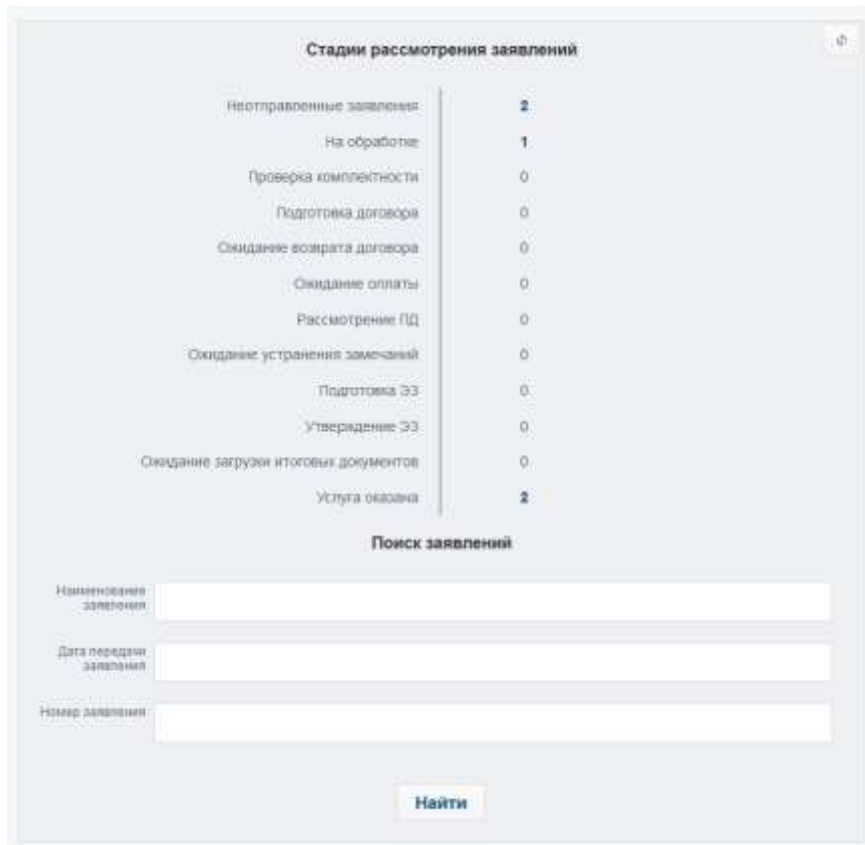 Стадии рассмотрения заявлений
Неотправленные заявления 2
На обработке 1
Проверка комплектности 0
Подготовка договора 0
Ожидание возврата договора 0
Ожидание оплаты 0
Рассмотрение ПД 0
Ожидание устранения замечаний 0
Подготовка ЭЗ 0
Утверждение ЭЗ 0
Ожидание загрузки итоговых документов 0
Услуга оказана 2
Поиск заявлений
Наименование
заявления
Дата передачи
заявления
Номер заявления
Найти